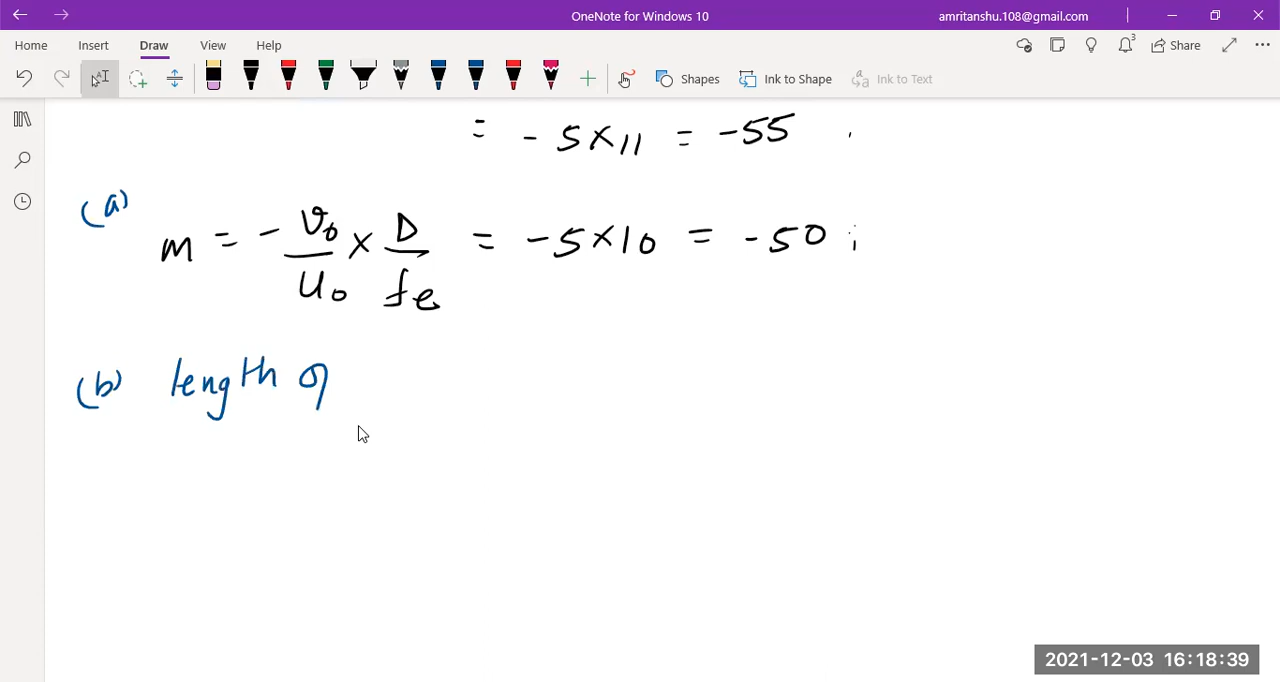 OneNote for Windows 10
amritanshu.108@gmail.com
Home Insert Draw View Help
3
Share
Shapes
Ink to Shape
Ink to Text
= - 5 × 11 = -55
(a)
m = - v₀/u₀ × D/fe = -5 × 10 = -50 ;
(b) length of
2021-12-03 16:18:39